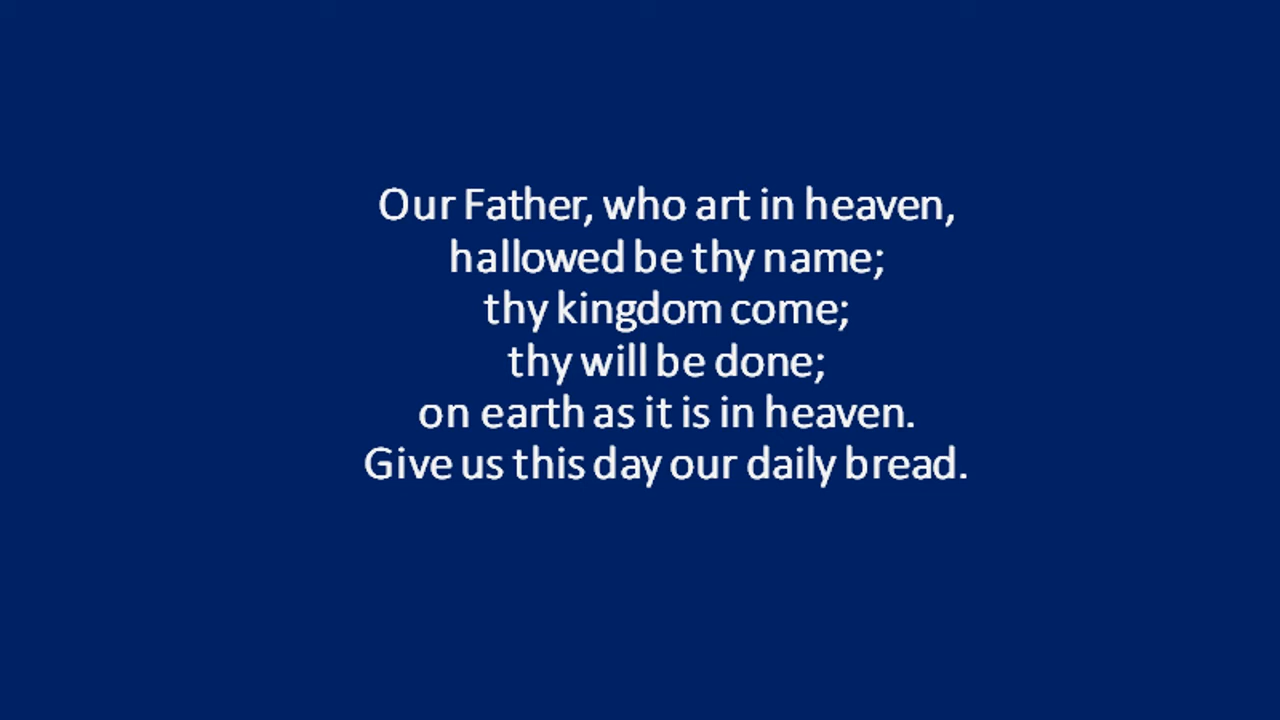 Our Father, who art in heaven,
hallowed be thy name;
thy kingdom come;
thy will be done;
on earth as it is in heaven.
Give us this day our daily bread.